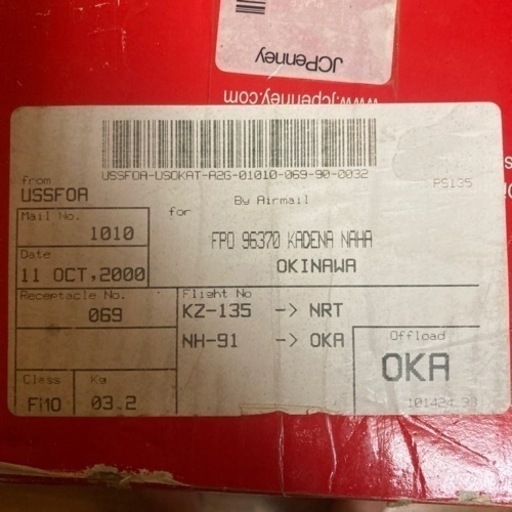 JCPenney
www.jcpenney.com
USSFOA-USOKAT-A2G-01010-069-90-0032
from
USSFOA
PS135
By Airmail
Mail No.
1010
for
FPO 96370 KADENA NAHA
OKINAWA
Date
11 OCT,2000
Receptacle No.
069
Flight No
KZ-135 -> NRT
NH-91 -> OKA
Offload
OKA
Class
Kg
03.2